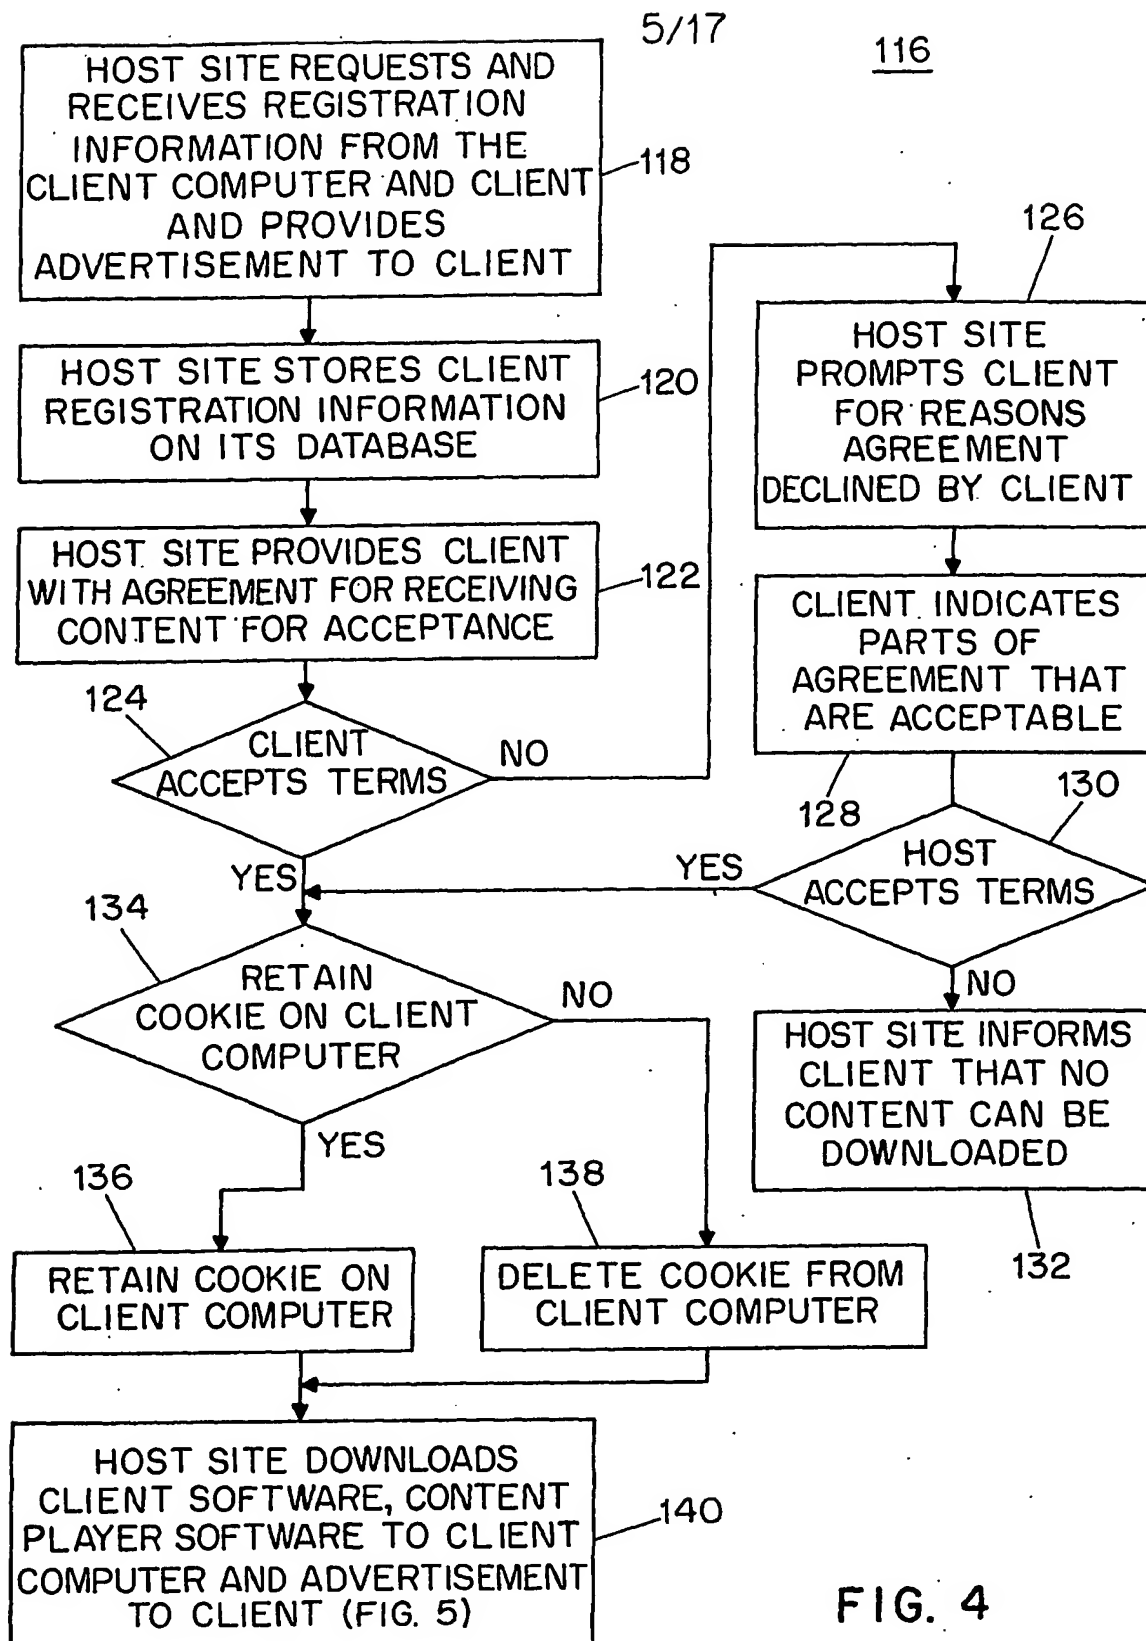 5/17
116
HOST SITE REQUESTS AND
RECEIVES REGISTRATION
INFORMATION FROM THE
CLIENT COMPUTER AND CLIENT
AND PROVIDES
ADVERTISEMENT TO CLIENT
118
HOST SITE STORES CLIENT
REGISTRATION INFORMATION
ON ITS DATABASE
120
HOST SITE PROVIDES CLIENT
WITH AGREEMENT FOR RECEIVING
CONTENT FOR ACCEPTANCE
122
124
CLIENT
ACCEPTS TERMS
NO
YES
126
HOST SITE
PROMPTS CLIENT
FOR REASONS
AGREEMENT
DECLINED BY CLIENT
CLIENT INDICATES
PARTS OF
AGREEMENT THAT
ARE ACCEPTABLE
128
130
HOST
ACCEPTS TERMS
YES
NO
HOST SITE INFORMS
CLIENT THAT NO
CONTENT CAN BE
DOWNLOADED
132
134
RETAIN
COOKIE ON CLIENT
COMPUTER
NO
YES
136
RETAIN COOKIE ON
CLIENT COMPUTER
138
DELETE COOKIE FROM
CLIENT COMPUTER
HOST SITE DOWNLOADS
CLIENT SOFTWARE, CONTENT
PLAYER SOFTWARE TO CLIENT
COMPUTER AND ADVERTISEMENT
TO CLIENT (FIG. 5)
140
FIG. 4